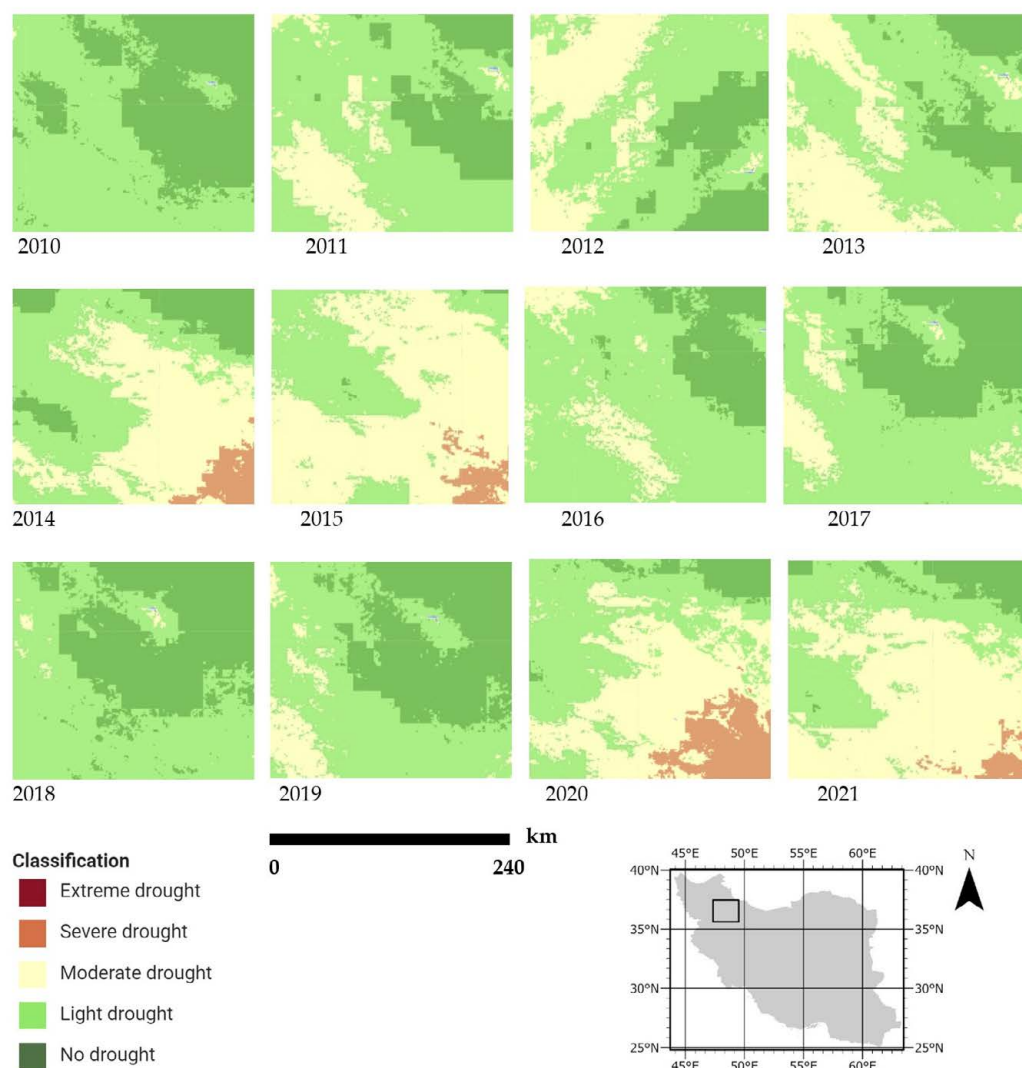 2010 2011 2012 2013
2014 2015 2016 2017
2018 2019 2020 2021
km
0 240
Classification
Extreme drought
Severe drought
Moderate drought
Light drought
No drought
45°E 50°E 55°E 60°E
N
40°N 40°N
35°N 35°N
30°N 30°N
25°N 25°N
45°E 50°E 55°E 60°E